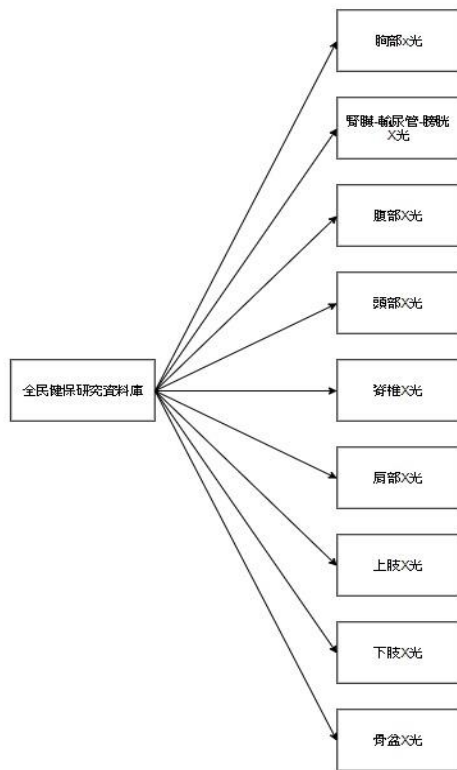 胸部x光
腎臟-輸尿管-膀胱
X光
腹部X光
頭部X光
全民健保研究資料庫
脊椎X光
肩部X光
上肢X光
下肢X光
骨盆X光